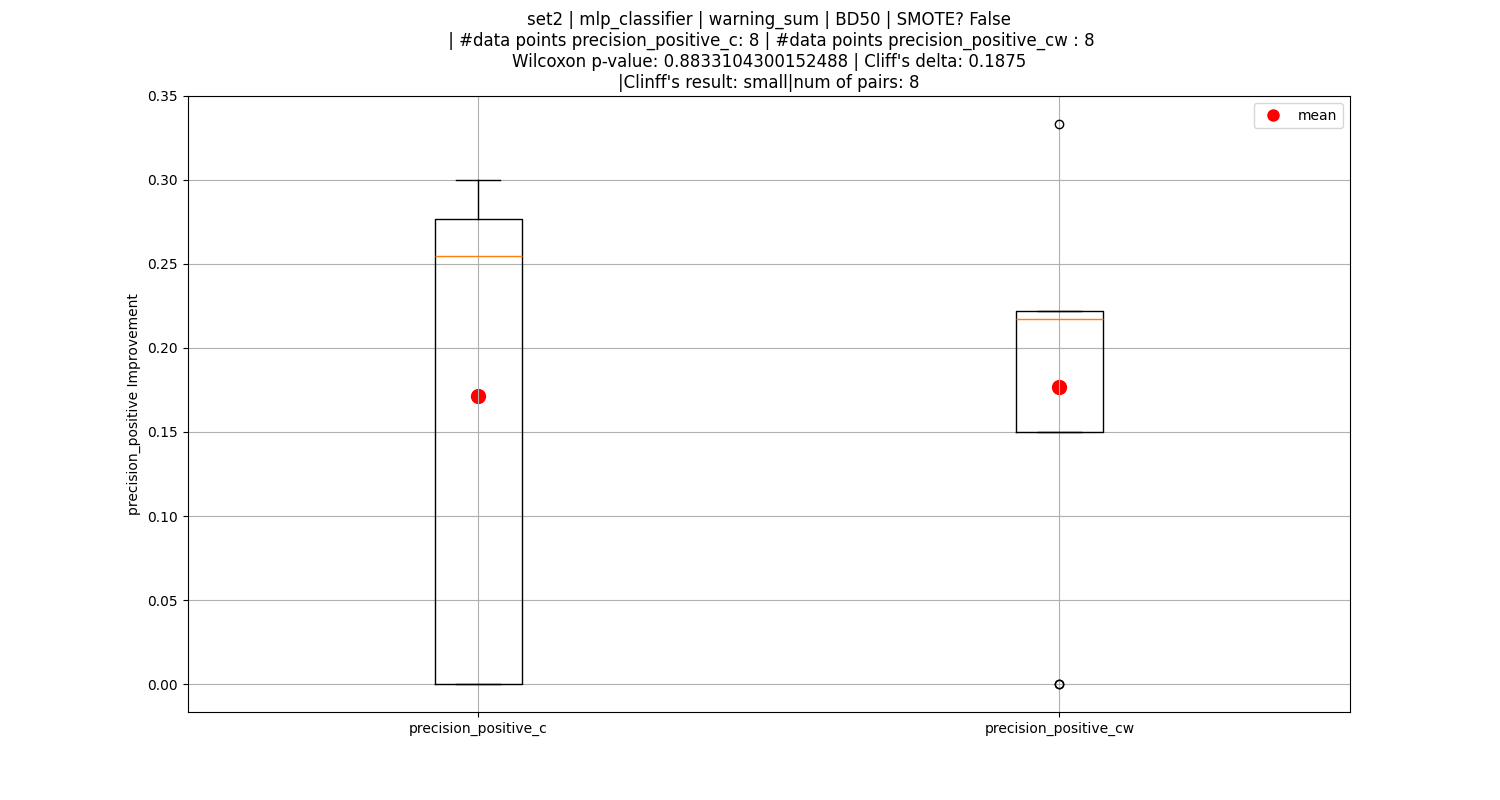 set2 | mlp_classifier | warning_sum | BD50 | SMOTE? False
| #data points precision_positive_c: 8 | #data points precision_positive_cw : 8
Wilcoxon p-value: 0.8833104300152488 | Cliff's delta: 0.1875
|Clinff's result: small|num of pairs: 8
mean
precision_positive Improvement
0.35
0.30
0.25
0.20
0.15
0.10
0.05
0.00
precision_positive_c
precision_positive_cw